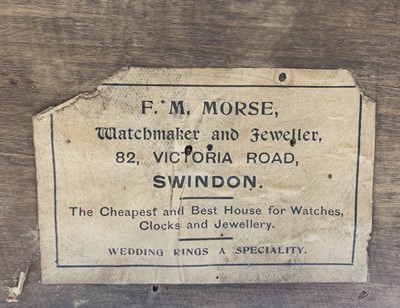 F. M. MORSE,
Watchmaker and Jeweller,
82, VICTORIA ROAD,
SWINDON.
The Cheapest and Best House for Watches,
Clocks and Jewellery.
WEDDING RINGS A SPECIALITY.